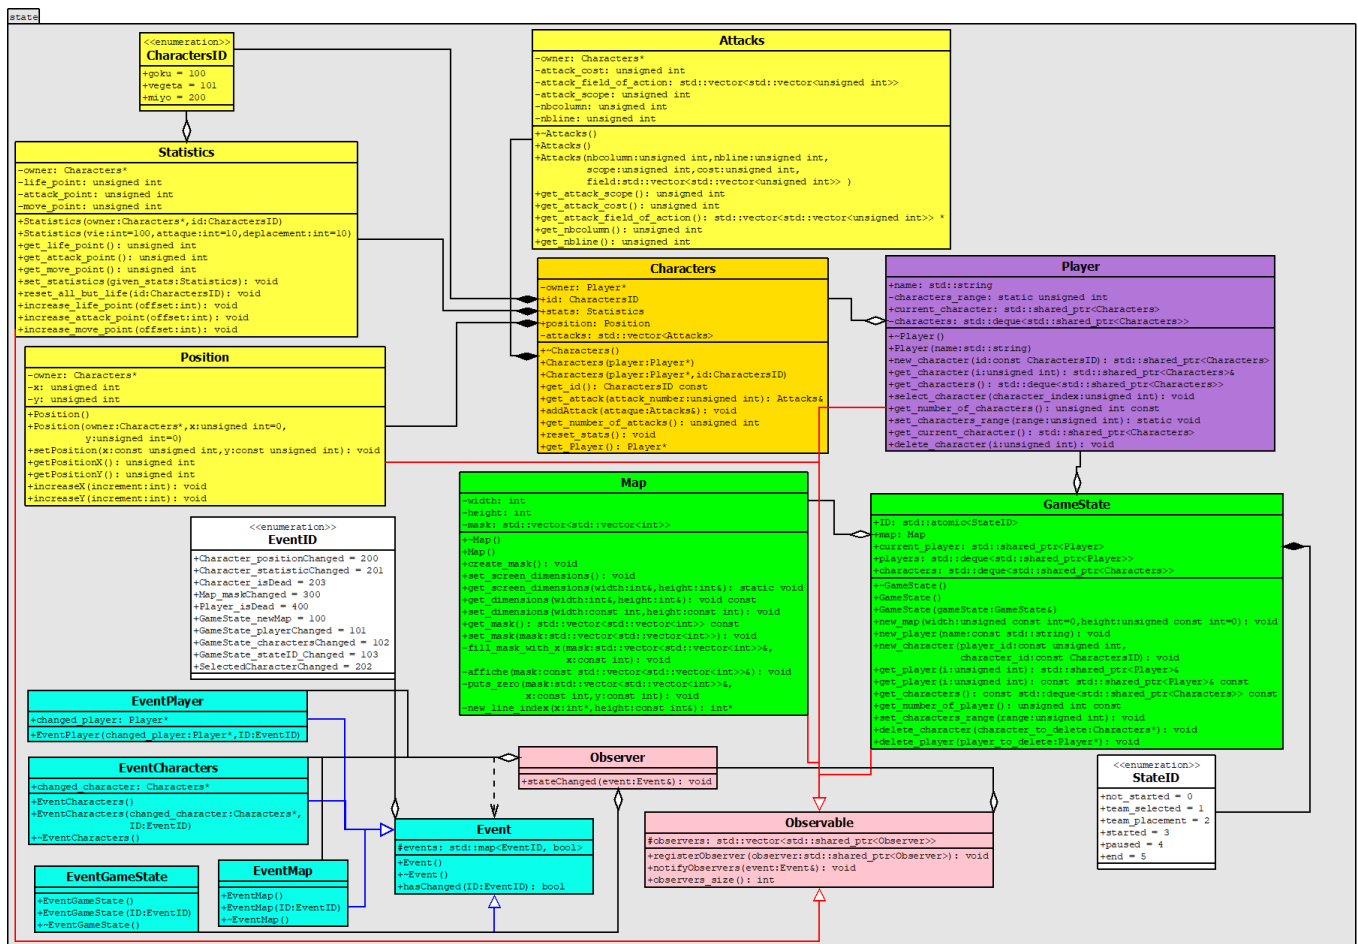 state
<<enumeration>>
CharactersID
+goku = 100
+vegeta = 101
+miyo = 200
Attacks
-owner: Characters*
-attack_cost: unsigned int
-attack_field_of_action: std::vector<std::vector<unsigned int>>
-attack_scope: unsigned int
-nbcolumn: unsigned int
-nbline: unsigned int
+~Attacks()
+Attacks()
+Attacks(nbcolumn:unsigned int,nbline:unsigned int,
scope:unsigned int,cost:unsigned int,
field:std::vector<std::vector<unsigned int>> )
+get_attack_scope(): unsigned int
+get_attack_cost(): unsigned int
+get_attack_field_of_action(): std::vector<std::vector<unsigned int>> *
+get_nbcolumn(): unsigned int
+get_nbline(): unsigned int
Statistics
-owner: Characters*
-life_point: unsigned int
-attack_point: unsigned int
-move_point: unsigned int
+Statistics(owner:Characters*,id:CharactersID)
+Statistics(vie:int=100,attaque:int=10,deplacement:int=10)
+get_life_point(): unsigned int
+get_attack_point(): unsigned int
+get_move_point(): unsigned int
+set_statistics(given_stats:Statistics): void
+reset_all_but_life(id:CharactersID): void
+increase_life_point(offset:int): void
+increase_attack_point(offset:int): void
+increase_move_point(offset:int): void
Characters
-owner: Player*
+id: CharactersID
+stats: Statistics
+position: Position
-attacks: std::vector<Attacks>
+~Characters()
+Characters(player:Player*)
+Characters(player:Player*,id:CharactersID)
+get_id(): CharactersID const
+get_attack(attack_number:unsigned int): Attacks&
+addAttack(attaque:Attacks&): void
+get_number_of_attacks(): unsigned int
+reset_stats(): void
+get_Player(): Player*
Player
+name: std::string
-characters_range: static unsigned int
+current_character: std::shared_ptr<Characters>
-characters: std::deque<std::shared_ptr<Characters>>
+~Player()
+Player(name:std::string)
+new_character(id:const CharactersID): std::shared_ptr<Characters>
+get_character(i:unsigned int): std::shared_ptr<Characters>&
+get_characters(): std::deque<std::shared_ptr<Characters>>
+select_character(character_index:unsigned int): void
+get_number_of_characters(): unsigned int const
+set_characters_range(range:unsigned int): static void
+get_current_character(): std::shared_ptr<Characters>
+delete_character(i:unsigned int): void
Position
-owner: Characters*
-x: unsigned int
-y: unsigned int
+Position()
+Position(owner:Characters*,x:unsigned int=0,
y:unsigned int=0)
+setPosition(x:const unsigned int,y:const unsigned int): void
+getPositionX(): unsigned int
+getPositionY(): unsigned int
+increaseX(increment:int): void
+increaseY(increment:int): void
Map
-width: int
-height: int
-mask: std::vector<std::vector<int>>
+~Map()
+Map()
+create_mask(): void
+set_screen_dimensions(): void
+get_screen_dimensions(width:int&,height:int&): static void
+get_dimensions(width:int&,height:int&): void const
+set_dimensions(width:const int,height:const int): void
+get_mask(): std::vector<std::vector<int>> const
+set_mask(mask:std::vector<std::vector<int>>): void
-fill_mask_with_x(mask:std::vector<std::vector<int>>&,
x:const int): void
-affiche(mask:const std::vector<std::vector<int>>&): void
-puts_zero(mask:std::vector<std::vector<int>>&,
x:const int,y:const int): void
-new_line_index(x:int*,height:const int&): int*
GameState
+ID: std::atomic<StateID>
+map: Map
+current_player: std::shared_ptr<Player>
+players: std::deque<std::shared_ptr<Player>>
+characters: std::deque<std::shared_ptr<Characters>>
+~GameState()
+GameState()
+GameState(gameState:GameState&)
+new_map(width:unsigned const int=0,height:unsigned const int=0): void
+new_player(name:const std::string): void
+new_character(player_id:const unsigned int,
character_id:const CharactersID): void
+get_player(i:unsigned int): std::shared_ptr<Player>&
+get_player(i:unsigned int): const std::shared_ptr<Player>& const
+get_characters(): const std::deque<std::shared_ptr<Characters>> const
+get_number_of_player(): unsigned int const
+set_characters_range(range:unsigned int): void
+delete_character(character_to_delete:Characters*): void
+delete_player(player_to_delete:Player*): void
<<enumeration>>
EventID
+Character_positionChanged = 200
+Character_statisticChanged = 201
+Character_isDead = 203
+Map_maskChanged = 300
+Player_isDead = 400
+GameState_newMap = 100
+GameState_playerChanged = 101
+GameState_chartersChanged = 102
+GameState_stateID_Changed = 103
+SelectedCharacterChanged = 202
EventPlayer
+changed_player: Player*
+EventPlayer(changed_player:Player*,ID:EventID)
EventCharacters
+changed_character: Characters*
+EventCharacters()
+EventCharacters(changed_character:Characters*,
ID:EventID)
+~EventCharacters()
Observer
+stateChanged(event:Event&): void
<<enumeration>>
StateID
+not_started = 0
+team_selected = 1
+team_placement = 2
+started = 3
+paused = 4
+end = 5
Event
#events: std::map<EventID, bool>
+Event()
+~Event()
+hasChanged(ID:EventID): bool
Observable
#observers: std::vector<std::shared_ptr<Observer>>
+registerObserver(observer:std::shared_ptr<Observer>): void
+notifyObservers(event:Event&): void
+observers_size(): int
EventGameState
+EventGameState()
+EventGameState(ID:EventID)
+~EventGameState()
EventMap
+EventMap()
+EventMap(ID:EventID)
+~EventMap()